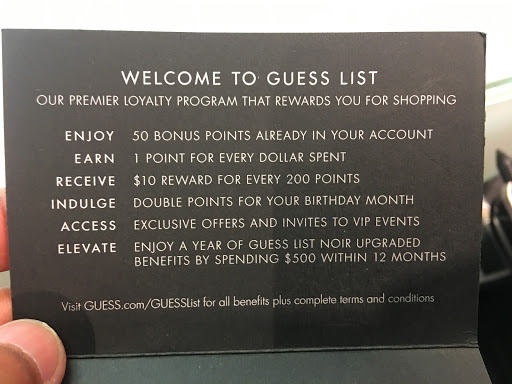 WELCOME TO GUESS LIST
OUR PREMIER LOYALTY PROGRAM THAT REWARDS YOU FOR SHOPPING
ENJOY 50 BONUS POINTS ALREADY IN YOUR ACCOUNT
EARN 1 POINT FOR EVERY DOLLAR SPENT
RECEIVE $10 REWARD FOR EVERY 200 POINTS
INDULGE DOUBLE POINTS FOR YOUR BIRTHDAY MONTH
ACCESS EXCLUSIVE OFFERS AND INVITES TO VIP EVENTS
ELEVATE ENJOY A YEAR OF GUESS LIST NOIR UPGRADED
BENEFITS BY SPENDING $500 WITHIN 12 MONTHS
Visit GUESS.com/GUESSList for all benefits plus complete terms and conditions